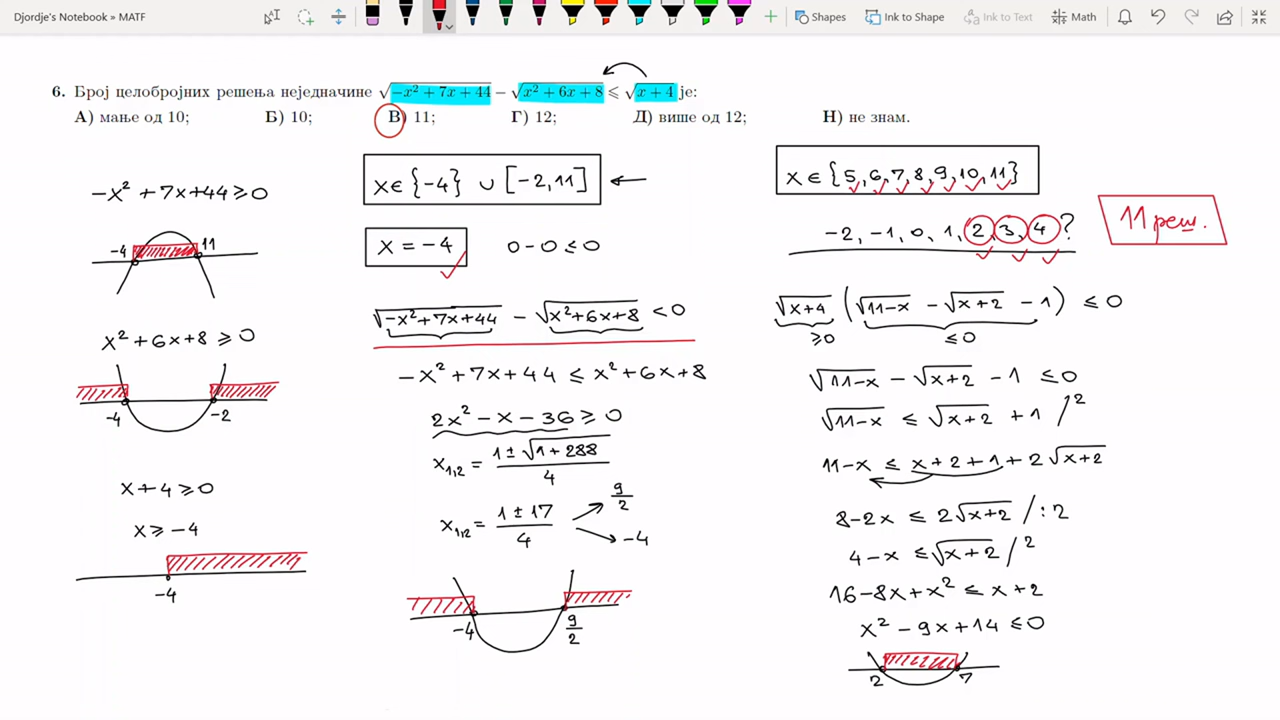 Djordje's Notebook » MATF
Shapes
Ink to Shape
Ink to Text
Math
6. Број целобројних решења неједначине √(-x² + 7x + 44) − √(x² + 6x + 8) ⩽ √(x + 4) је:
А) мање од 10; Б) 10; В) 11; Г) 12; Д) више од 12; Н) не знам.
-x² + 7x + 44 ≥ 0
-4 11
x² + 6x + 8 ≥ 0
-4 -2
x + 4 ≥ 0
x ≥ -4
-4
x ∈ {-4} ∪ [-2, 11] ←
x = -4 ✓ 0 - 0 ≤ 0
√(-x² + 7x + 44) - √(x² + 6x + 8) < 0
-x² + 7x + 44 ≤ x² + 6x + 8
2x² - x - 36 ≥ 0
x₁,₂ = (1 ± √(1 + 288)) / 4
x₁,₂ = (1 ± 17) / 4 → 9/2 → -4
-4 9/2
x ∈ {5, 6, 7, 8, 9, 10, 11}
-2, -1, 0, 1, 2, 3, 4 ?
11 реш.
√(x+4) (√(11-x) - √(x+2) - 1) ≤ 0
≥0 ≤0
√(11-x) - √(x+2) - 1 ≤ 0
√(11-x) ≤ √(x+2) + 1 /²
11-x ≤ x + 2 + 1 + 2√(x+2)
8 - 2x ≤ 2√(x+2) / : 2
4 - x ≤ √(x+2) /²
16 - 8x + x² ≤ x + 2
x² - 9x + 14 ≤ 0
2 7